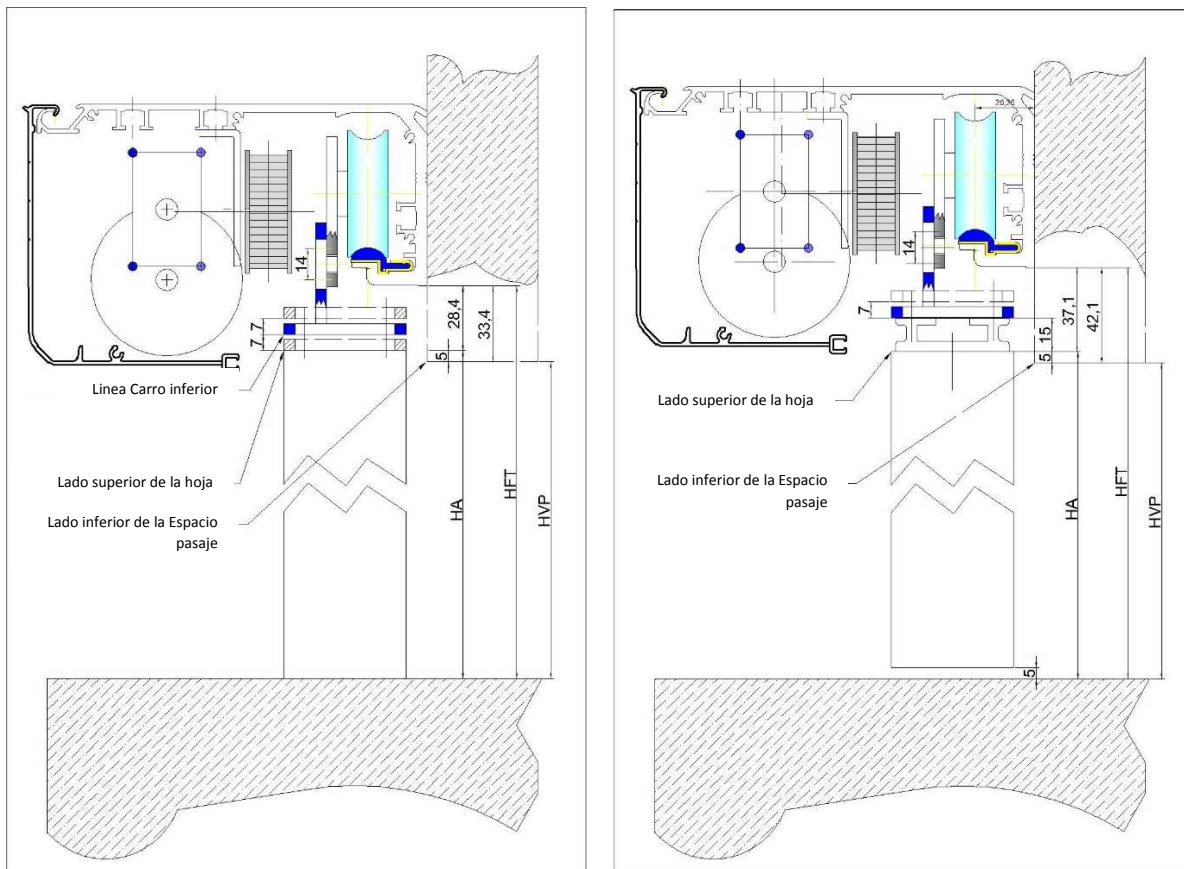 14
7,7
7
28,4
33,4
5
Linea Carro inferior
Lado superior de la hoja
Lado inferior de la Espacio
pasaje
HA
HFT
HVP
26,26
14
7
15
37,1
42,1
5
Lado superior de la hoja
Lado inferior de la Espacio
pasaje
HA
HFT
HVP
5